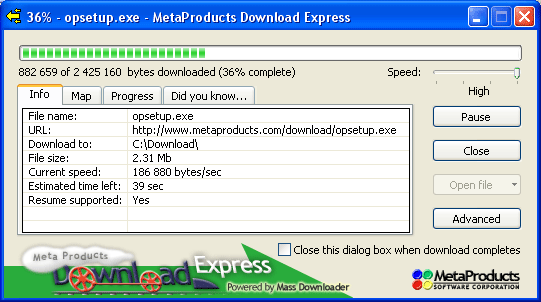 36% - opsetup.exe - MetaProducts Download Express
882 659 of 2 425 160 bytes downloaded (36% complete)
Speed:
High
Info Map Progress Did you know...
File name: opsetup.exe
URL: http://www.metaproducts.com/download/opsetup.exe
Download to: C:\Download\
File size: 2.31 Mb
Current speed: 186 880 bytes/sec
Estimated time left: 39 sec
Resume supported: Yes
Pause
Close
Open file
Advanced
Close this dialog box when download completes
Meta Products
Download Express
Powered by Mass Downloader
MetaProducts
SOFTWARE CORPORATION